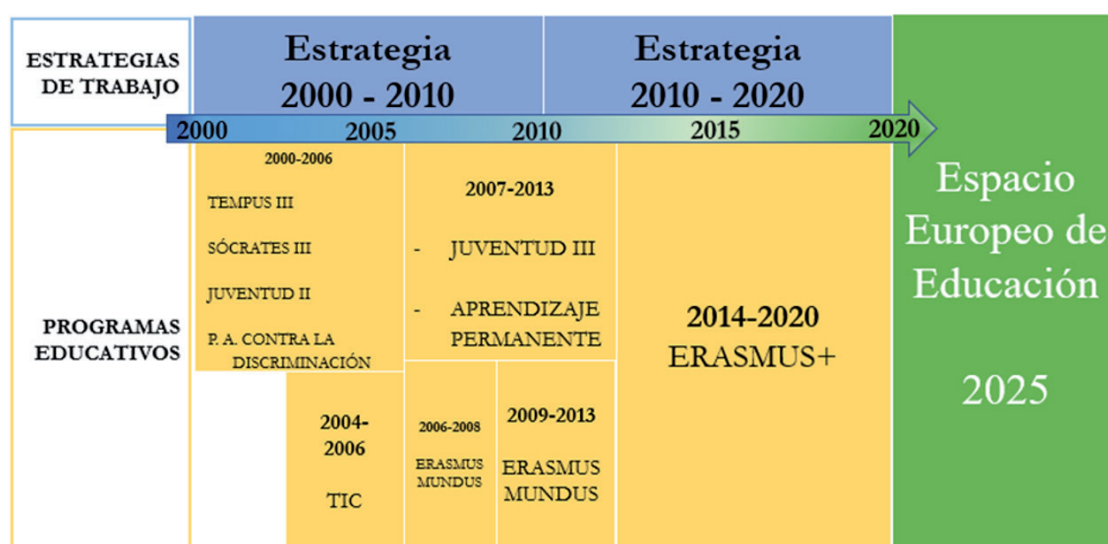 ESTRATEGIAS
DE TRABAJO
Estrategia
2000 - 2010
Estrategia
2010 - 2020
2000
2005
2010
2015
2020
PROGRAMAS
EDUCATIVOS
2000-2006
TEMPUS III
SÓCRATES III
JUVENTUD II
P. A. CONTRA LA
DISCRIMINACIÓN
2004-
2006
TIC
2007-2013
- JUVENTUD III
- APRENDIZAJE
PERMANENTE
2006-2008
ERASMUS
MUNDUS
2009-2013
ERASMUS
MUNDUS
2014-2020
ERASMUS+
Espacio
Europeo de
Educación
2025